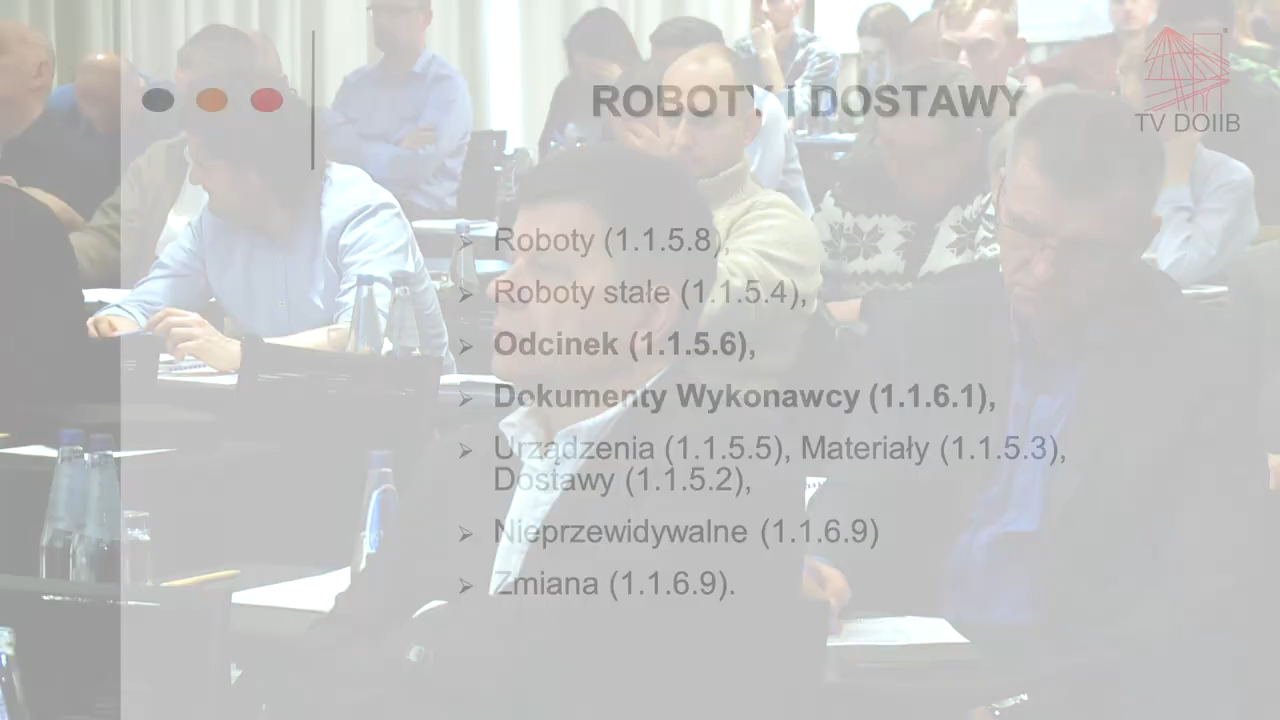 ROBOTY I DOSTAWY
TV DOIIB
Roboty (1.1.5.8),
Roboty stałe (1.1.5.4),
Odcinek (1.1.5.6),
Dokumenty Wykonawcy (1.1.6.1),
Urządzenia (1.1.5.5), Materiały (1.1.5.3),
Dostawy (1.1.5.2),
Nieprzewidywalne (1.1.6.9)
Zmiana (1.1.6.9).